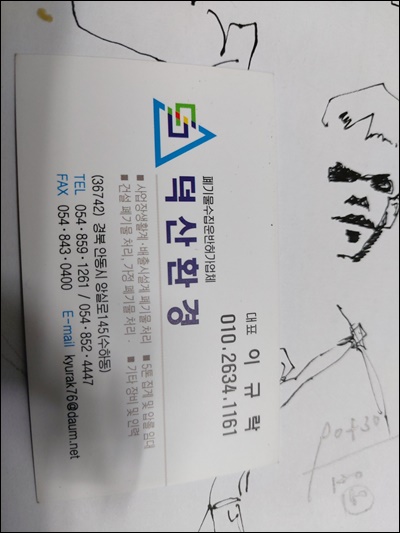 폐기물수집운반허가업체
덕산환경
대표 이규락
010.2634.1161
■ 사업장생활계·배출시설계 폐기물 처리 ■ 5톤 집게 및 암롤 임대
■ 건설 폐기물 처리, 가정 폐기물 처리 ■ 기타 장비 및 인력
(36742) 경북 안동시 앙실로145(수하동)
TEL 054·859·1261 / 054·852·4447
FAX 054·843·0400 E-mail kyurak76@daum.net